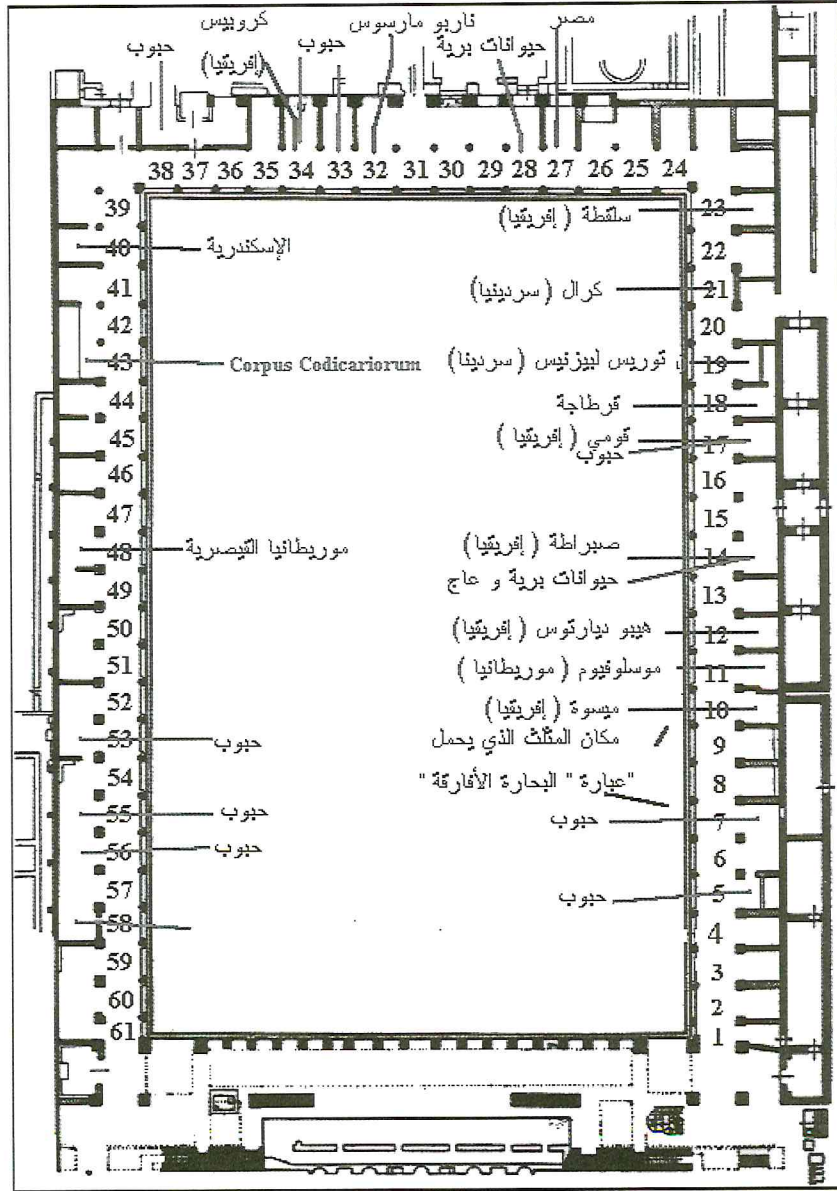 كروبيس ناربو مارسوس مصر
حبوب (إفريقيا) حبوب حيوانات برية
38 37 36 35 34 33 32 31 30 29 28 27 26 25 24
39 سلقطة (إفريقيا) 23
22
40 الإسكندرية
41 كرال (سردينيا) 21
42 20
43 Corpus Codicariorum توريس لبيزنيس (سردينا) 19
44 قرطاجة 18
45 قومي (إفريقيا) 17
حبوب
46 16
47 15
48 موريطانيا القيصرية صبراطة (إفريقيا) 14
حيوانات برية و عاج
49 13
50 هيبو ديارتوس (إفريقيا) 12
51 موسلوفيوم (موريطانيا) 11
52 ميسوة (إفريقيا) 10
53 حبوب مكان المثلث الذي يحمل 9
54 "عبارة " البحارة الأفارقة " 8
55 حبوب حبوب 7
56 حبوب 6
57 حبوب 5
58 4
59 3
60 2
61 1